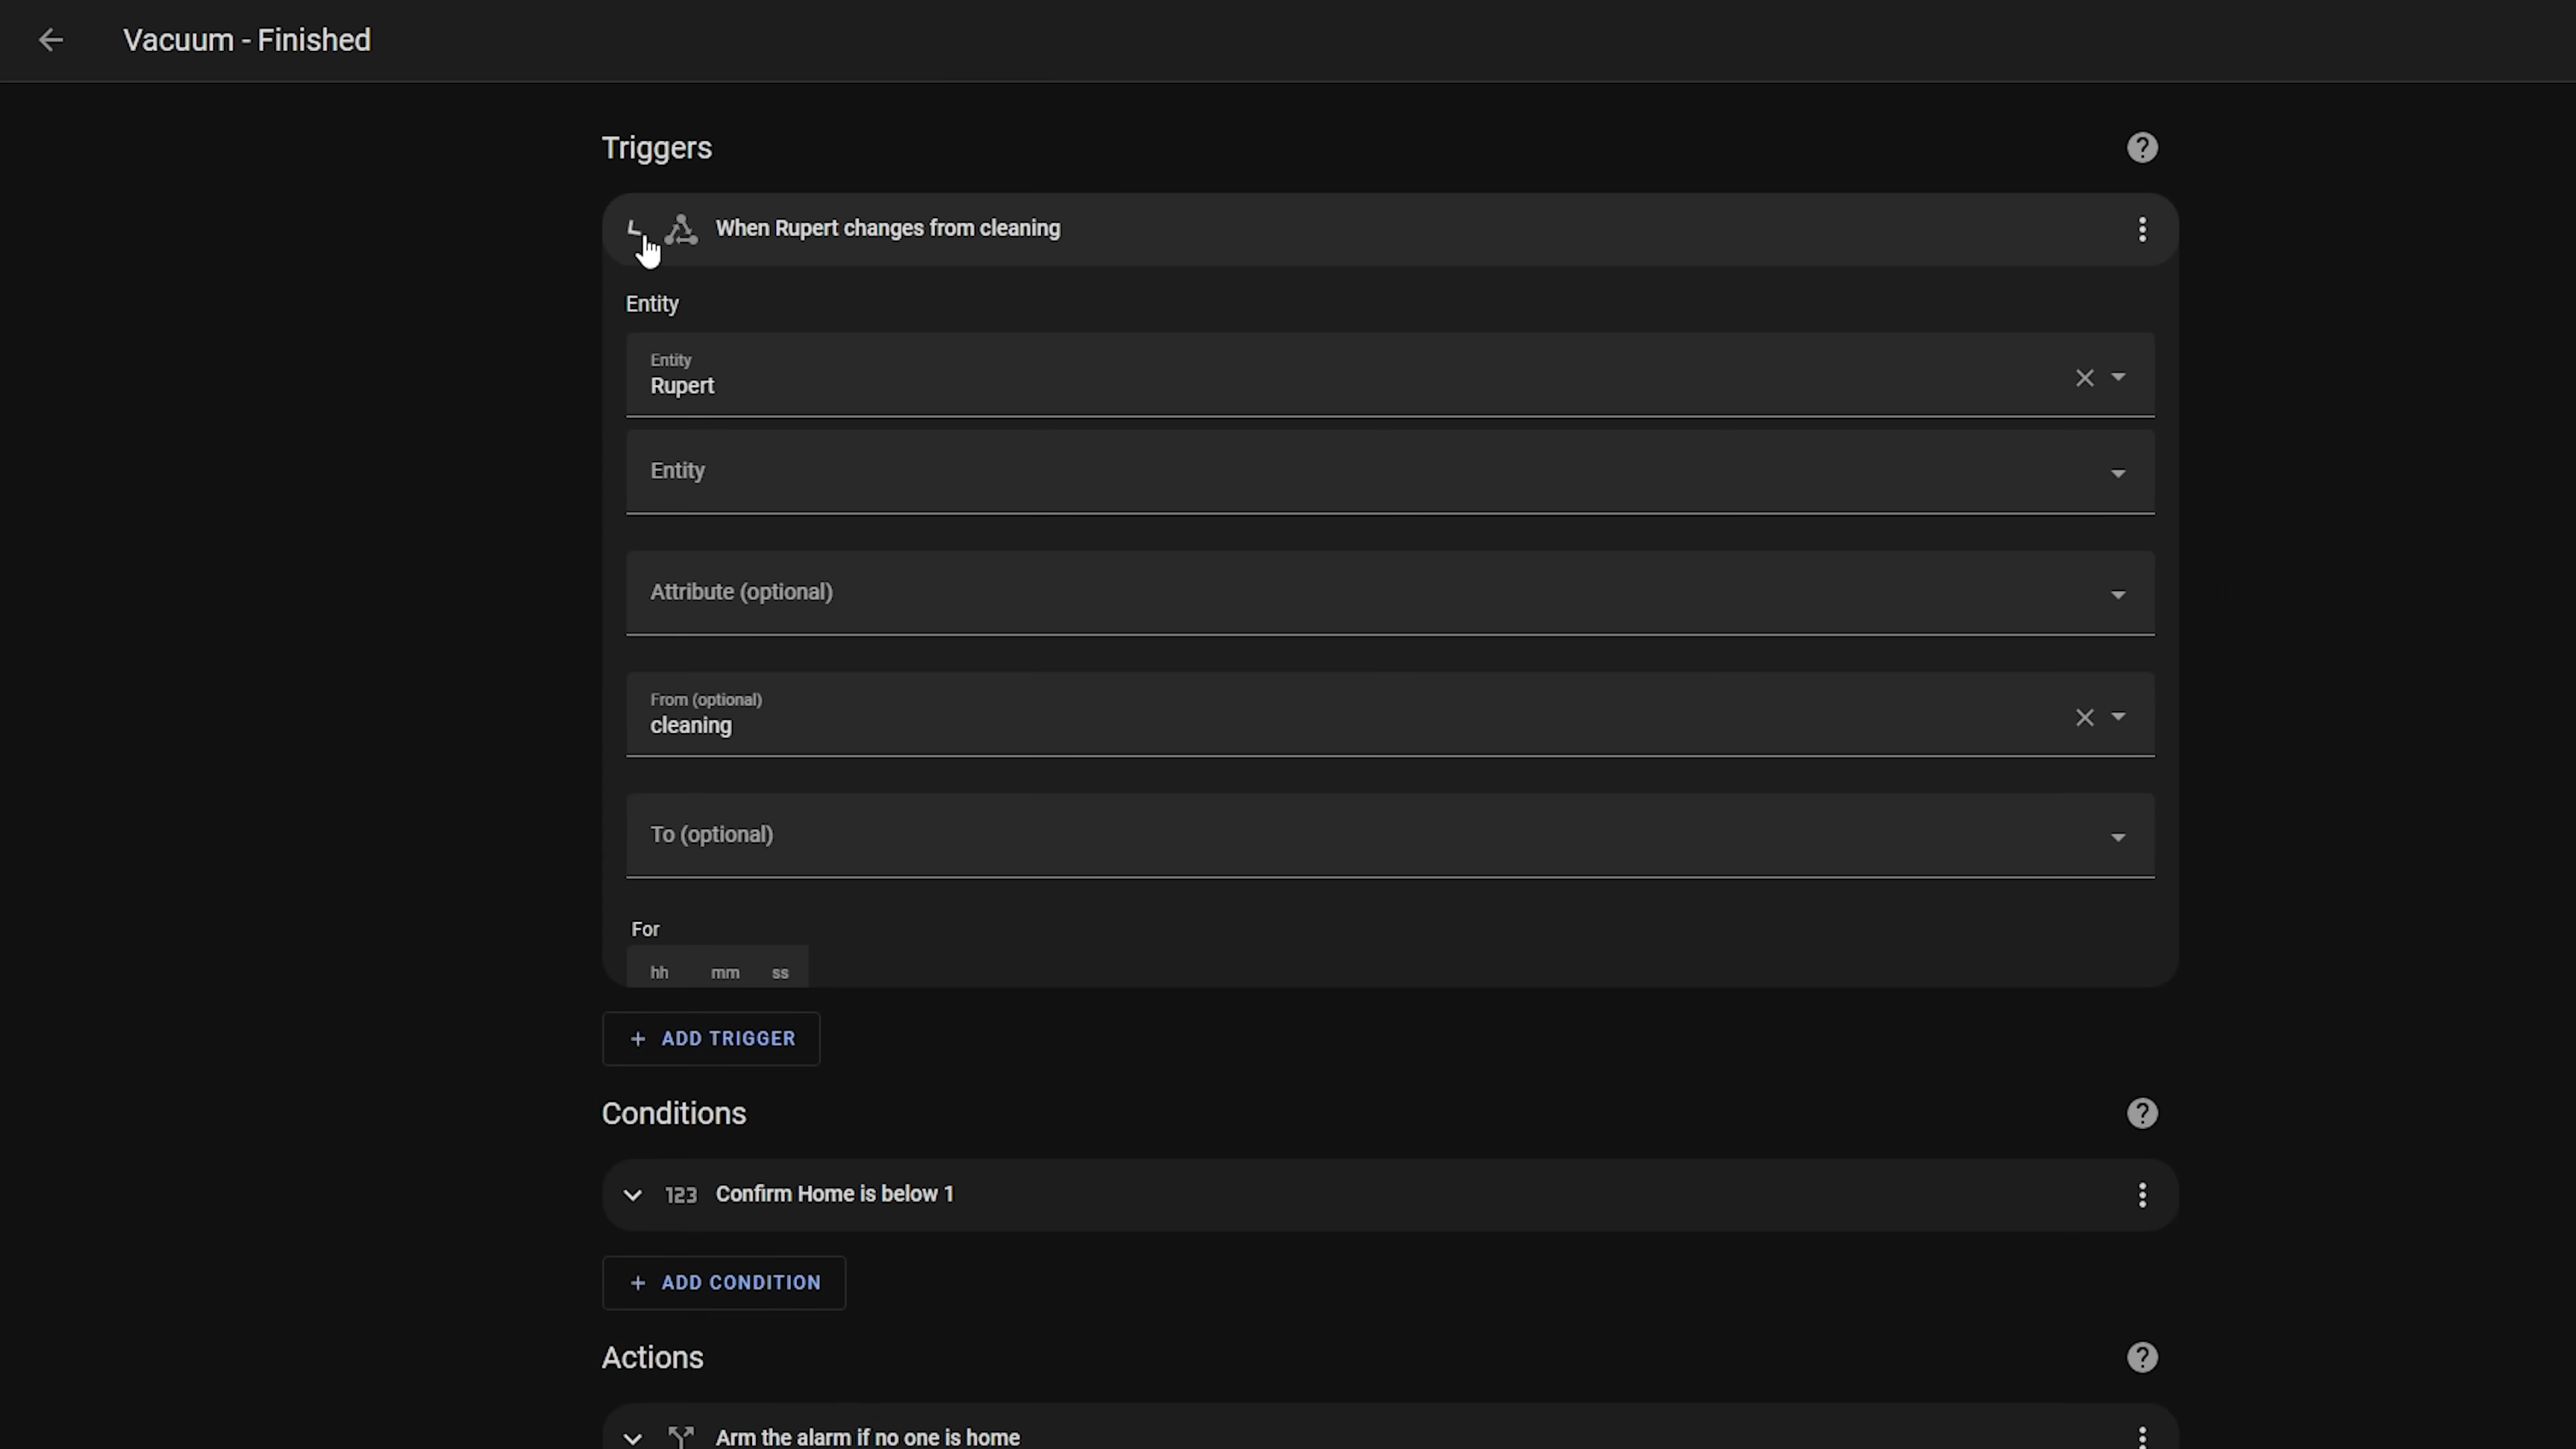 Vacuum - Finished
Triggers
When Rupert changes from cleaning
Entity
Entity
Rupert
Entity
Attribute (optional)
From (optional)
cleaning
To (optional)
For
hh mm ss
+ ADD TRIGGER
Conditions
123 Confirm Home is below 1
+ ADD CONDITION
Actions
Arm the alarm if no one is home